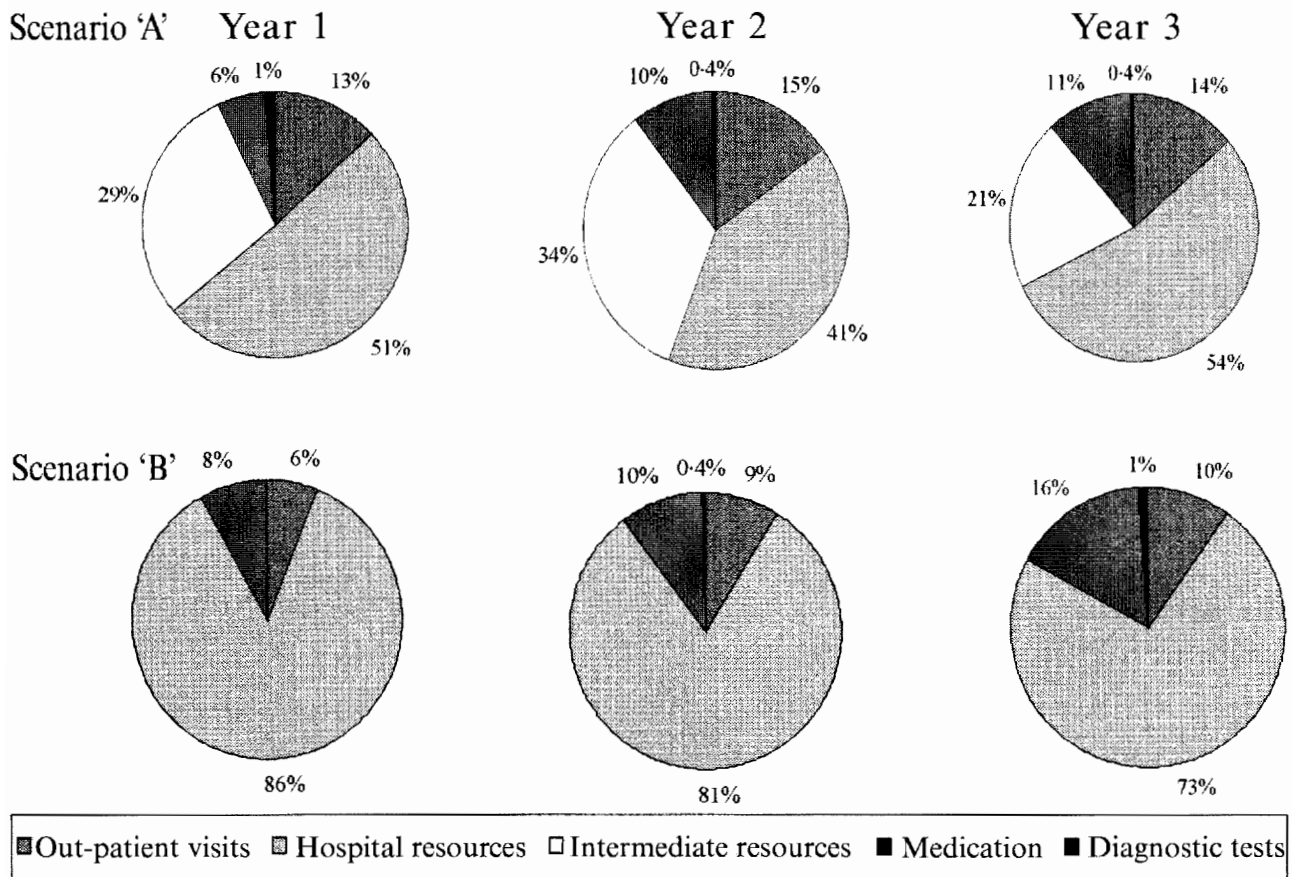 Scenario ‘A’ Year 1 Year 2 Year 3
6% 1% 13% 10% 0·4% 15% 11% 0·4% 14%
29% 34% 21%
51% 41% 54%
Scenario ‘B’ 8% 6% 10% 0·4% 9% 16% 1% 10%
86% 81% 73%
Out-patient visits Hospital resources Intermediate resources Medication Diagnostic tests